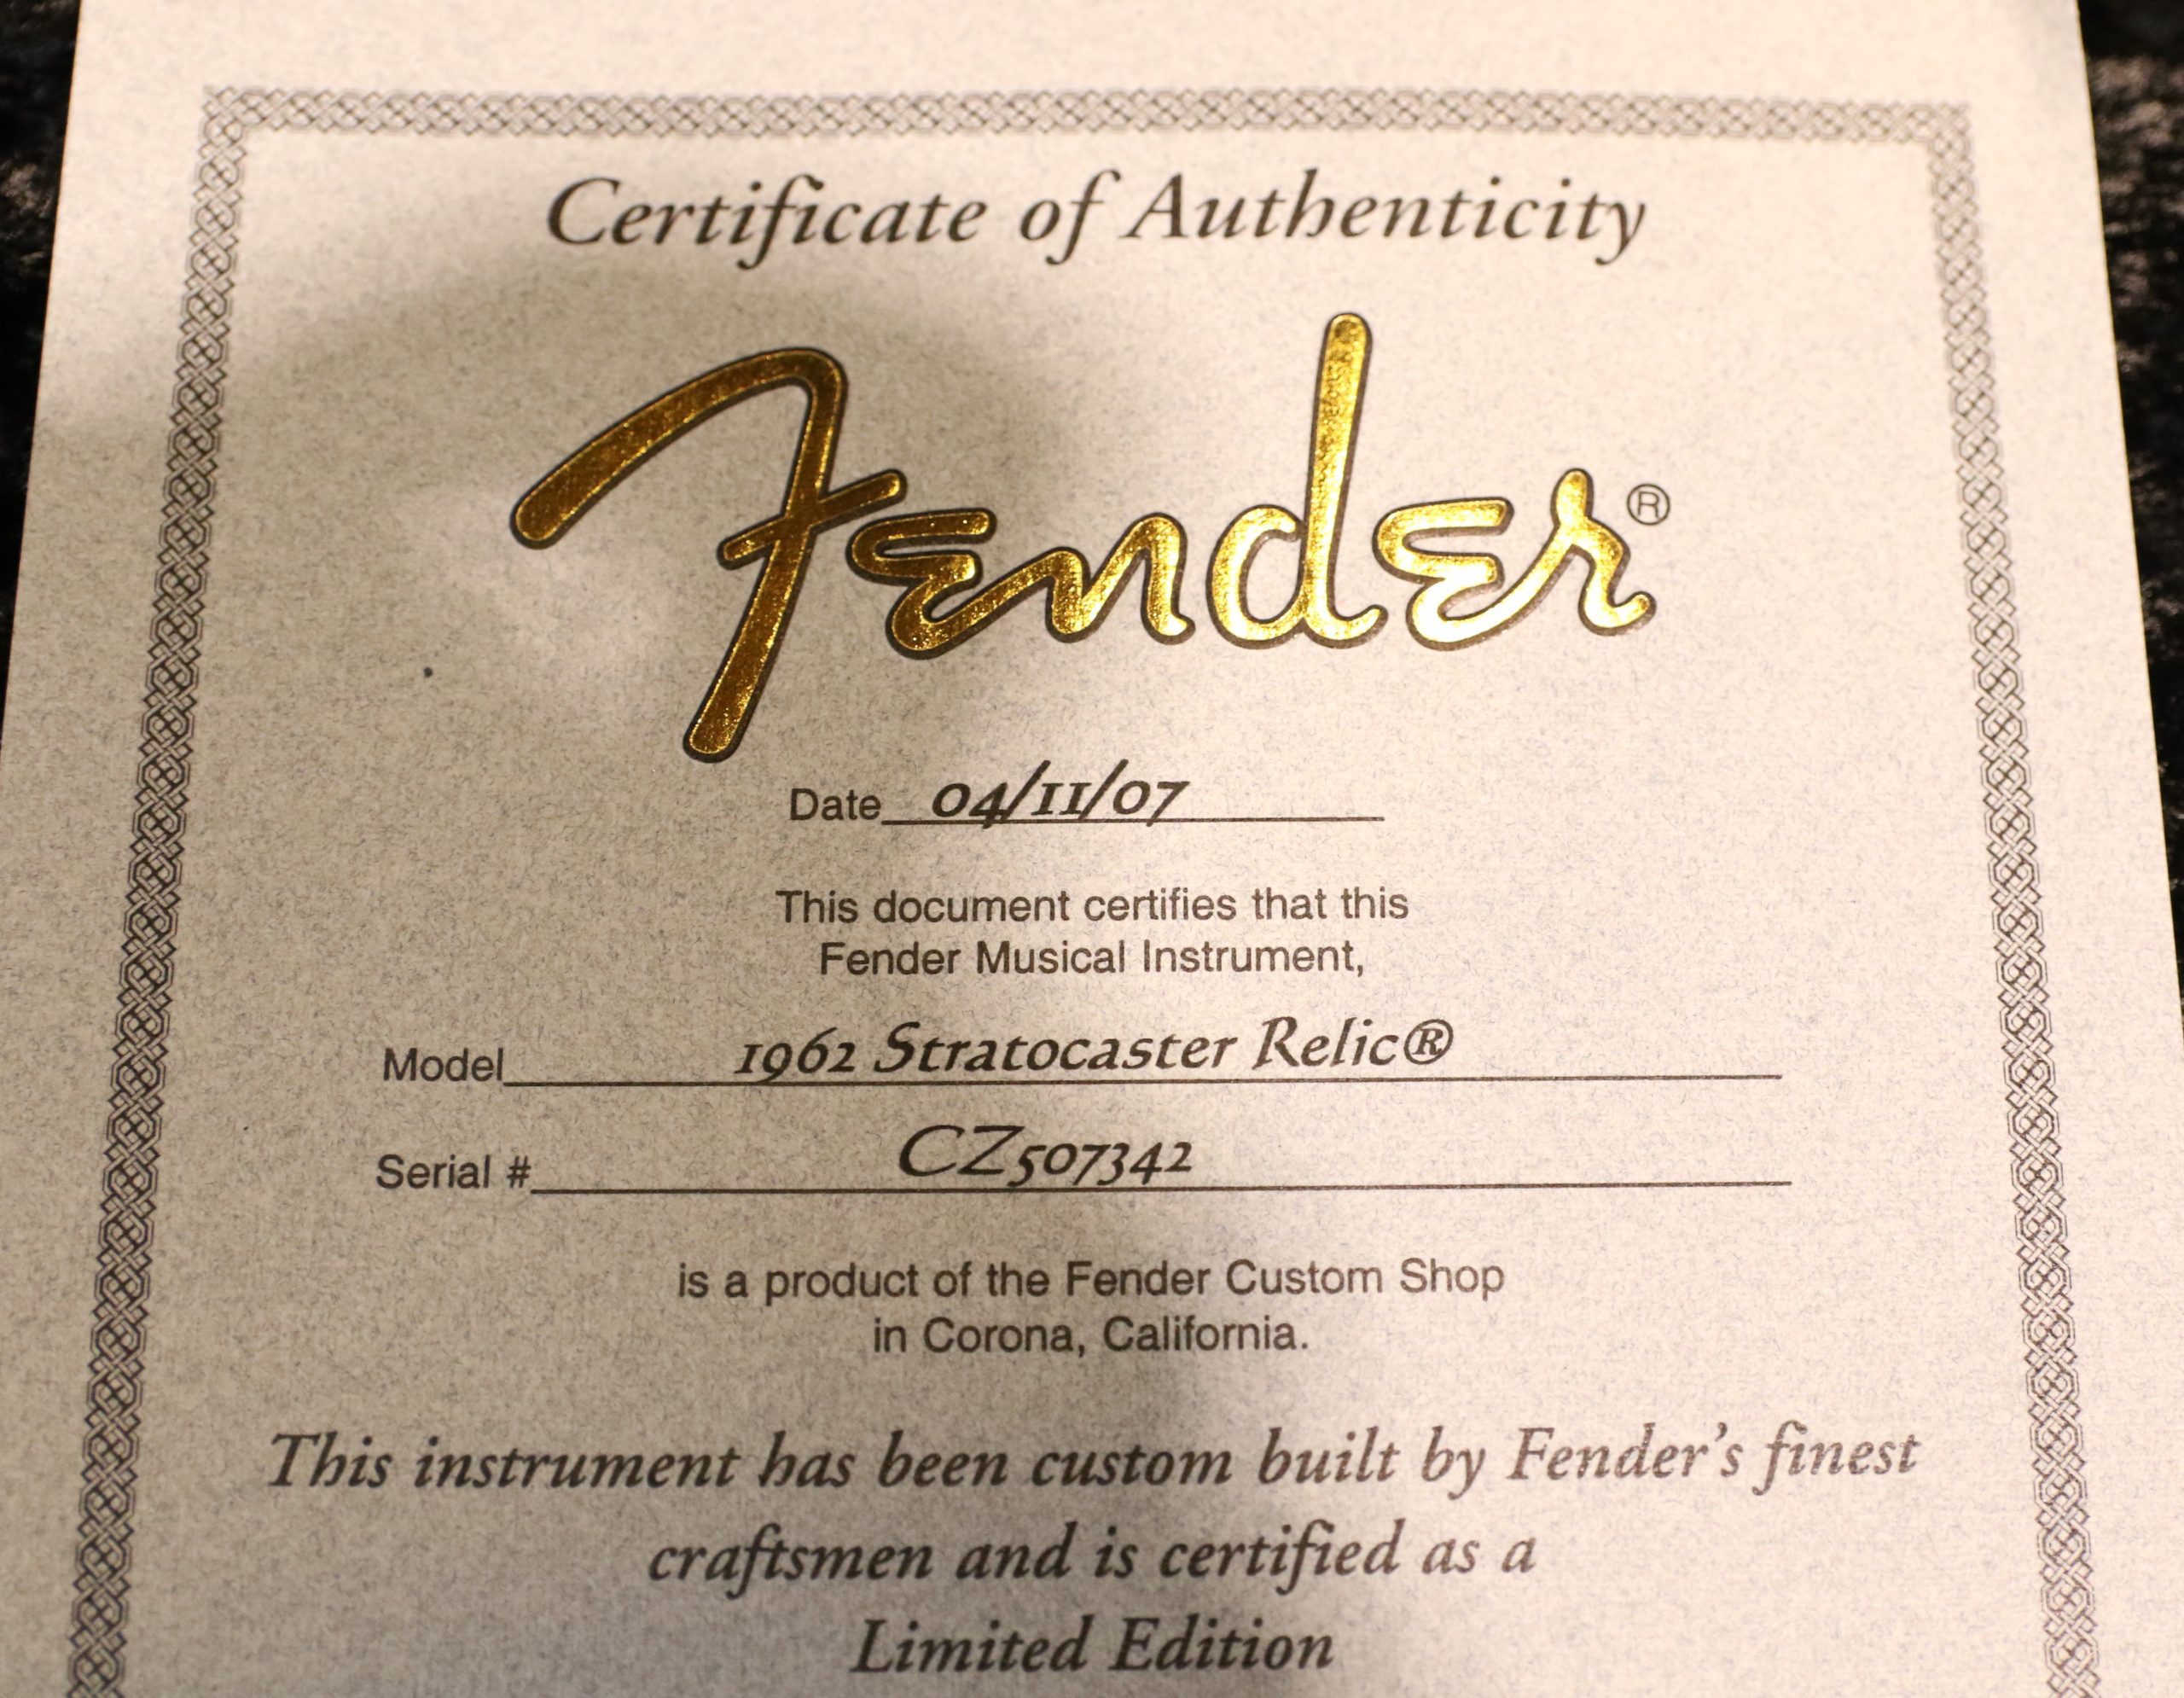 Certificate of Authenticity
Fender®
Date 04/11/07
This document certifies that this
Fender Musical Instrument,
Model 1962 Stratocaster Relic®
Serial # CZ507342
is a product of the Fender Custom Shop
in Corona, California.
This instrument has been custom built by Fender's finest
craftsmen and is certified as a
Limited Edition